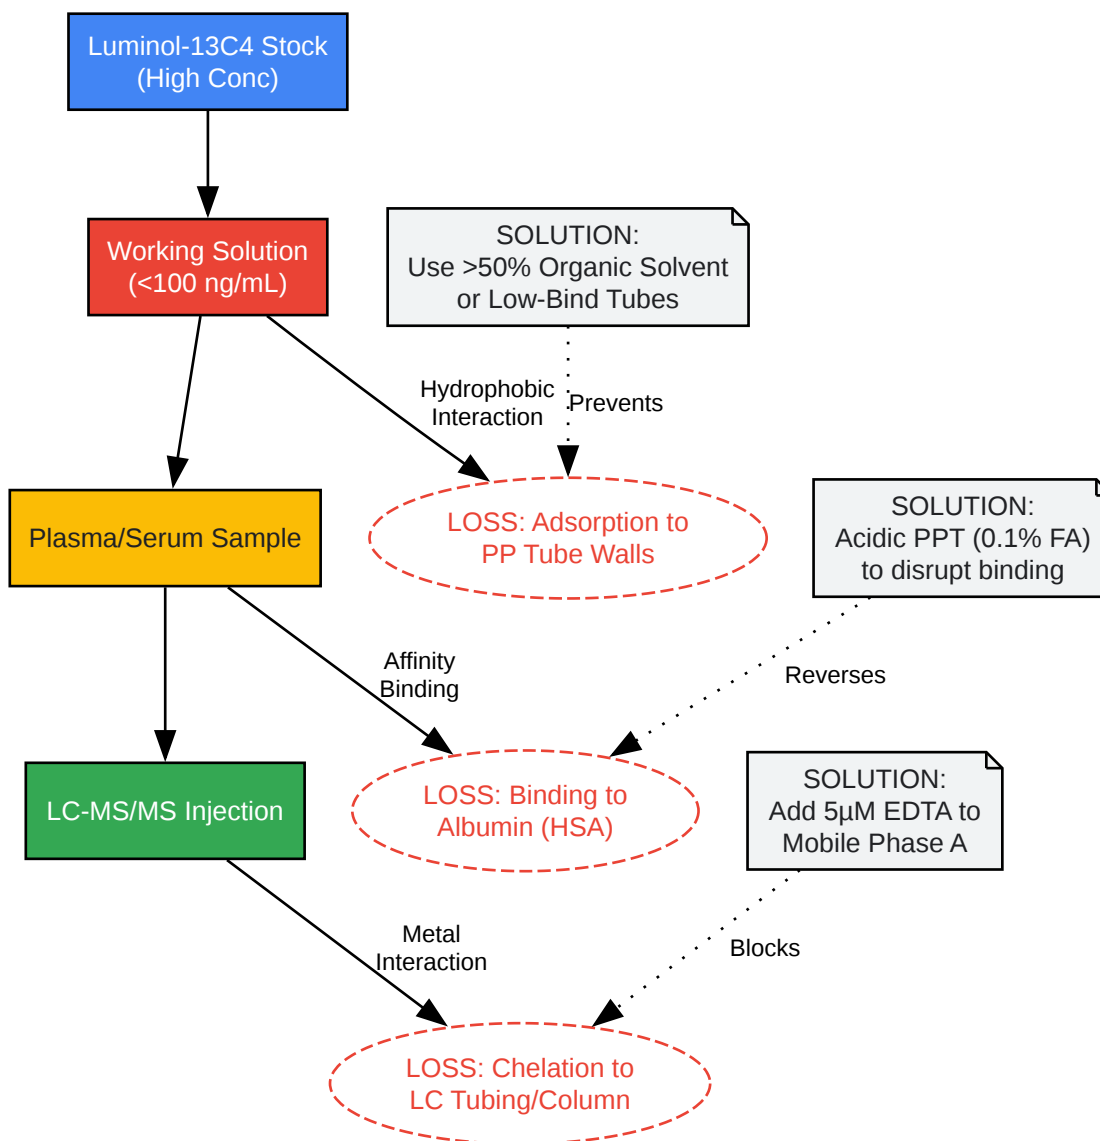 Luminol-13C4 Stock
(High Conc)
Working Solution
(<100 ng/mL)
SOLUTION:
Use >50% Organic Solvent
or Low-Bind Tubes
Hydrophobic
Interaction
Prevents
LOSS: Adsorption to
PP Tube Walls
Plasma/Serum Sample
SOLUTION:
Acidic PPT (0.1% FA)
to disrupt binding
Affinity
Binding
Reverses
LC-MS/MS Injection
LOSS: Binding to
Albumin (HSA)
SOLUTION:
Add 5µM EDTA to
Mobile Phase A
Metal
Interaction
Blocks
LOSS: Chelation to
LC Tubing/Column